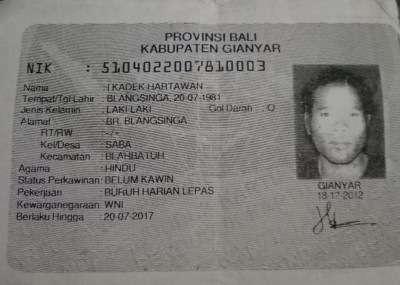 PROVINSI BALI
KABUPATEN GIANYAR
NIK : 5104022007810003
Nama : I KADEK HARTAWAN
Tempat/Tgl Lahir : BLANGSINGA, 20-07-1981
Jenis Kelamin : LAKI LAKI Gol Darah : O
Alamat : BR. BLANGSINGA
RT/RW : -/-
Kel/Desa : SABA
Kecamatan : BLAHBATUH
Agama : HINDU
Status Perkawinan : BELUM KAWIN
Pekerjaan : BURUH HARIAN LEPAS
Kewarganegaraan: WNI
Berlaku Hingga : 20-07-2017
GIANYAR
18-12-2012